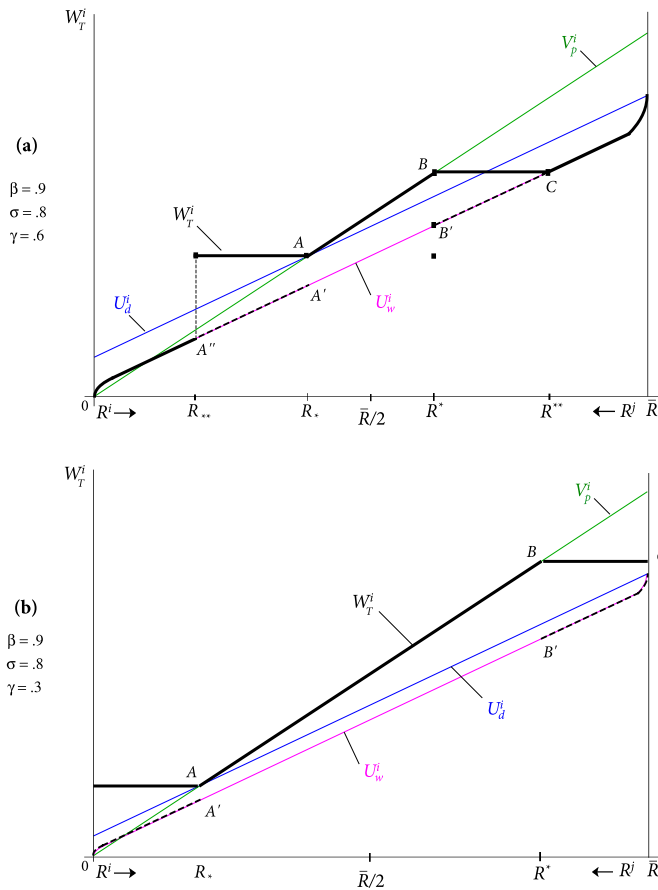 W_T^i
V_p^i
(a)
β = .9
σ = .8
γ = .6
B
C
W_T^i
A
B′
U_d^i
A′
U_w^i
A′′
0
R^i → R_** R_* R̄/2 R^* R^** ← R^j R̄
W_T^i
V_p^i
B
(b)
β = .9
σ = .8
γ = .3
W_T^i
B′
U_d^i
A
U_w^i
A′
0
R^i → R_* R̄/2 R^* ← R^j R̄